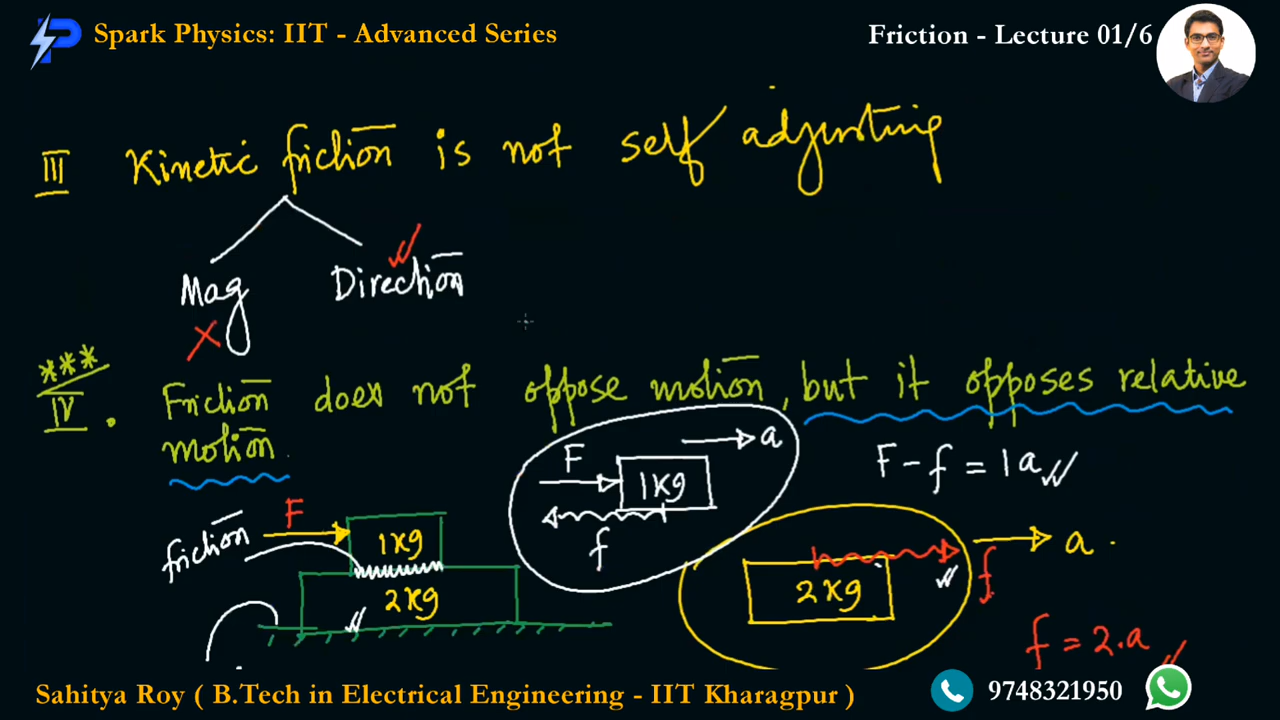 Spark Physics: IIT - Advanced Series
Friction - Lecture 01/6
III Kinetic friction is not self adjusting
Mag
Direction
***
IV. Friction does not oppose motion, but it opposes relative
motion.
F
a
1kg
f
F - f = 1a
friction
F
1kg
2kg
2kg
f
a.
f = 2.a
Sahitya Roy ( B.Tech in Electrical Engineering - IIT Kharagpur )
9748321950